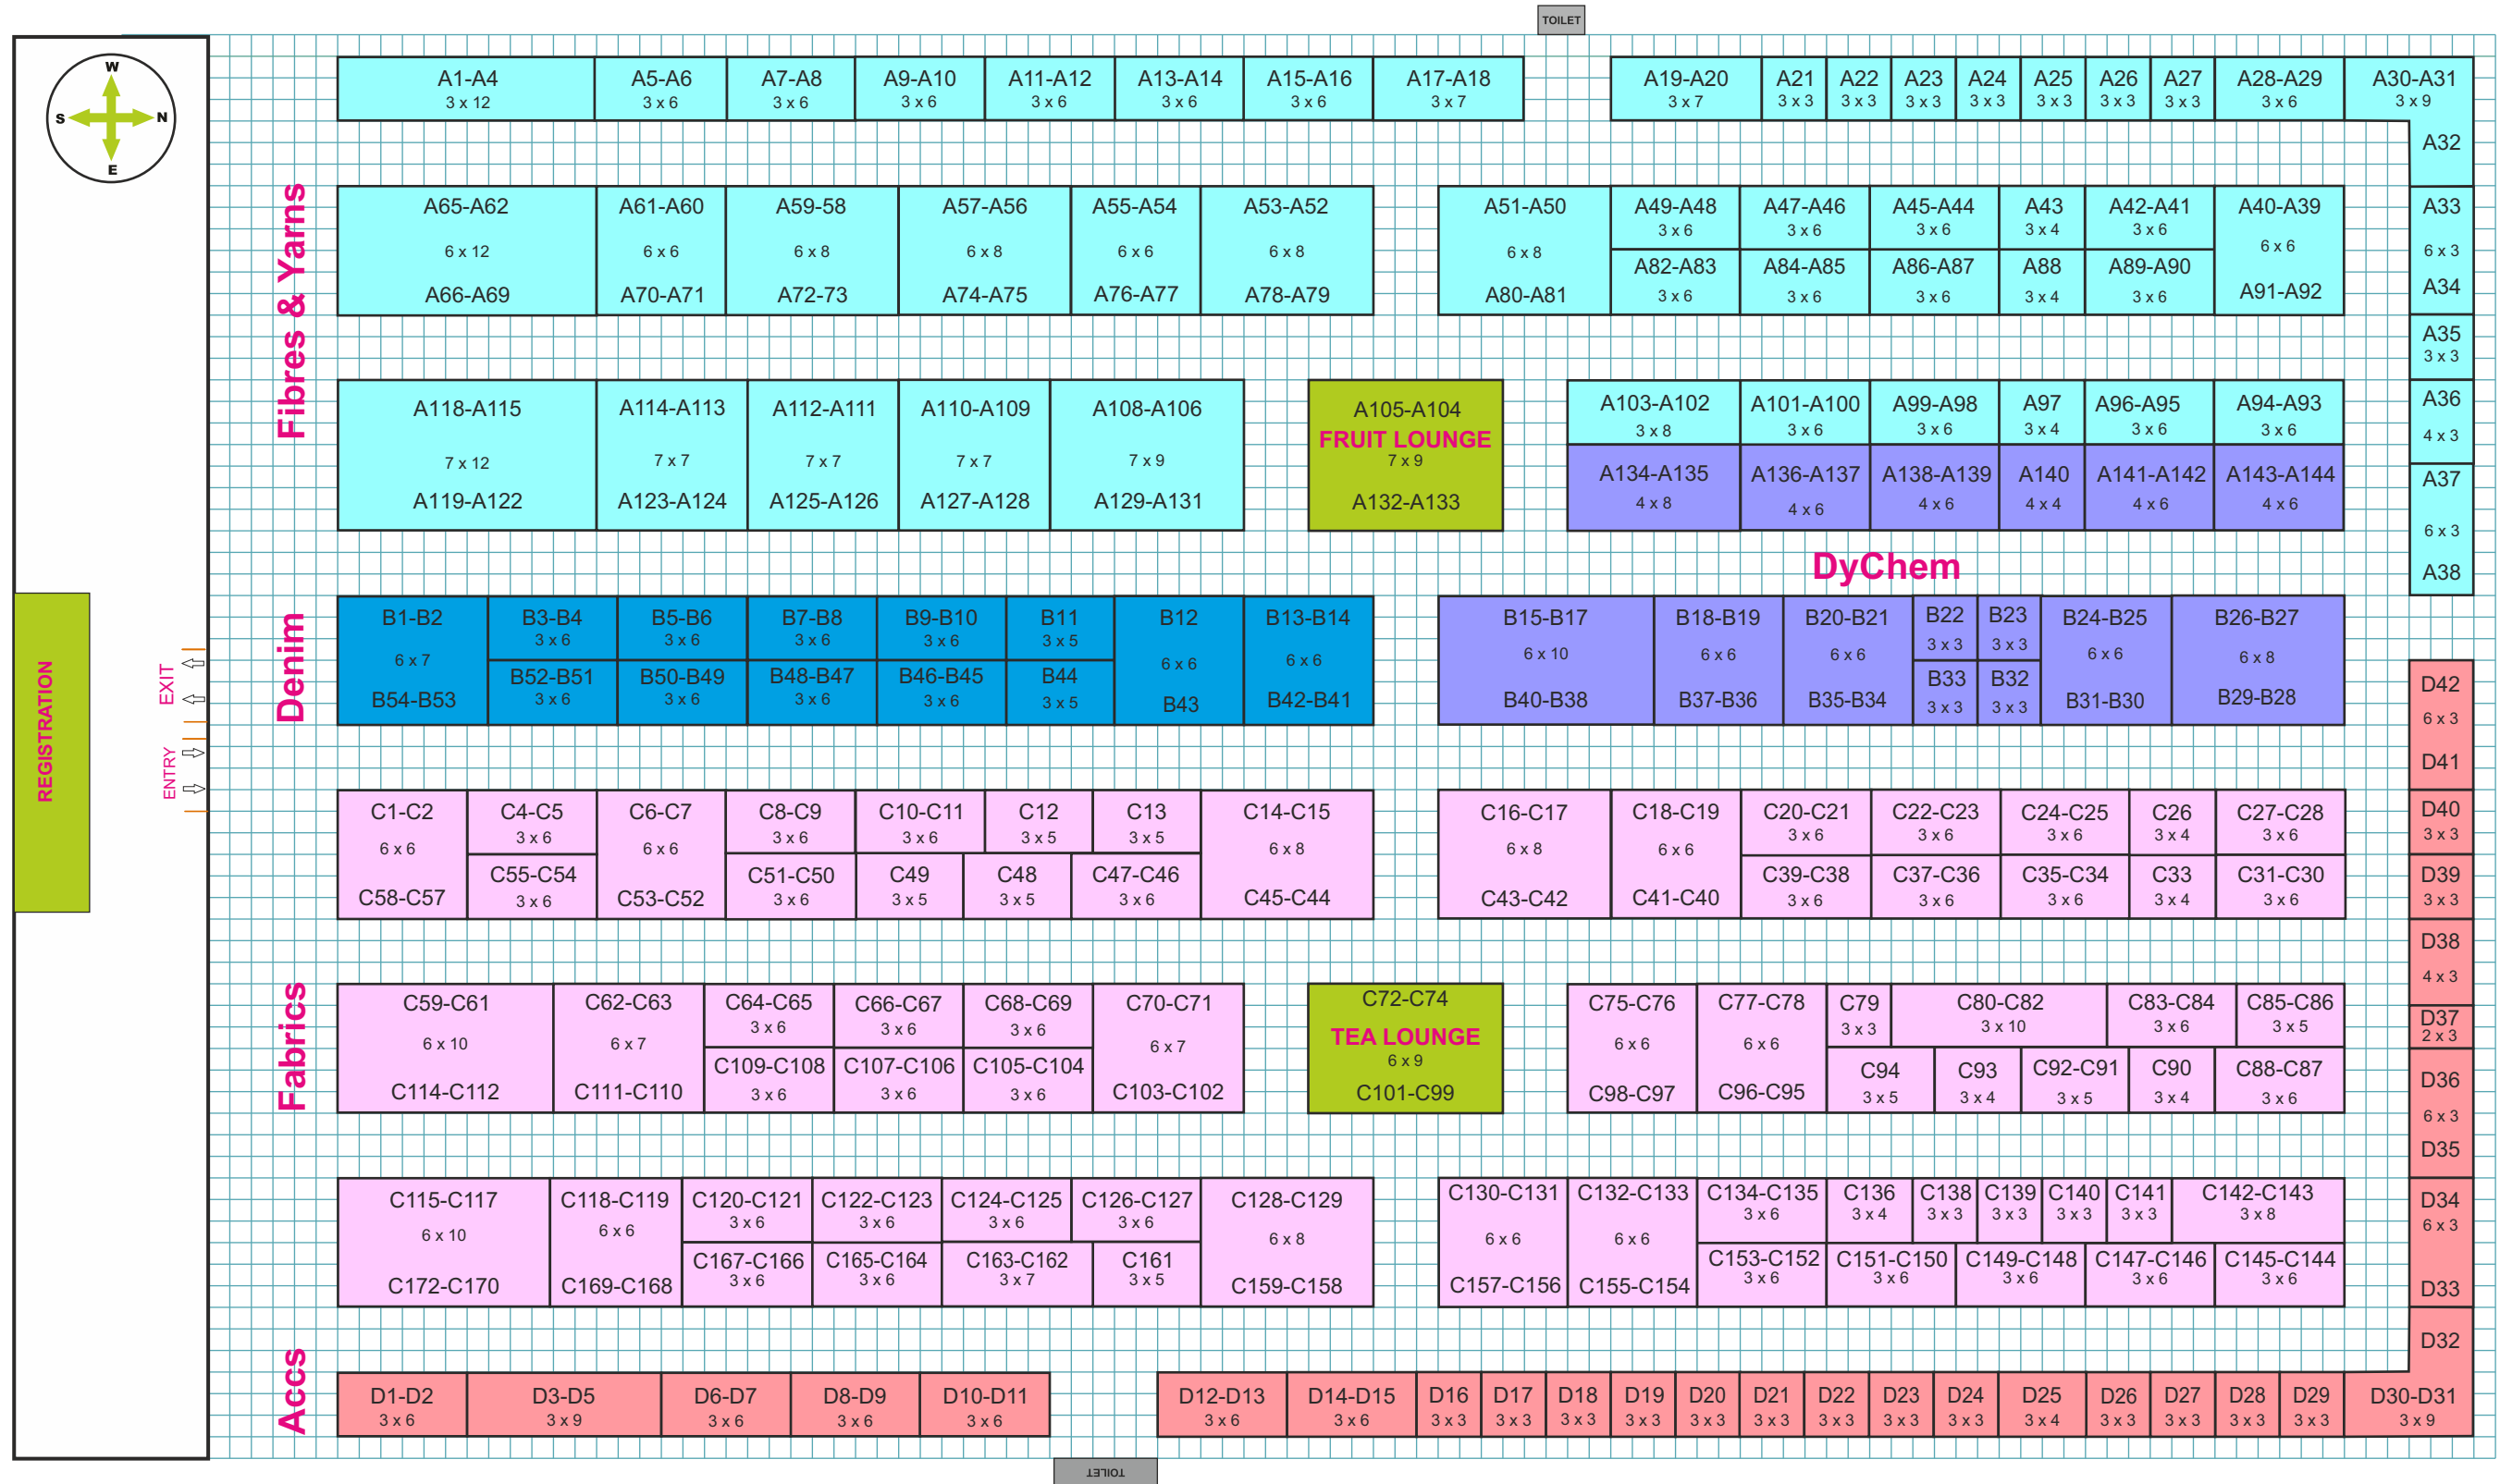 TOILET
W
S N
E
A1-A4
3 x 12
A5-A6
3 x 6
A7-A8
3 x 6
A9-A10
3 x 6
A11-A12
3 x 6
A13-A14
3 x 6
A15-A16
3 x 6
A17-A18
3 x 7
A19-A20
3 x 7
A21
3 x 3
A22
3 x 3
A23
3 x 3
A24
3 x 3
A25
3 x 3
A26
3 x 3
A27
3 x 3
A28-A29
3 x 6
A30-A31
3 x 9
A32
Fibres & Yarns
A65-A62
6 x 12
A66-A69
A61-A60
6 x 6
A70-A71
A59-58
6 x 8
A72-73
A57-A56
6 x 8
A74-A75
A55-A54
6 x 6
A76-A77
A53-A52
6 x 8
A78-A79
A51-A50
6 x 8
A80-A81
A49-A48
3 x 6
A82-A83
3 x 6
A47-A46
3 x 6
A84-A85
3 x 6
A45-A44
3 x 6
A86-A87
3 x 6
A43
3 x 4
A88
3 x 4
A42-A41
3 x 6
A89-A90
3 x 6
A40-A39
6 x 6
A91-A92
A33
6 x 3
A34
A35
3 x 3
A118-A115
7 x 12
A119-A122
A114-A113
7 x 7
A123-A124
A112-A111
7 x 7
A125-A126
A110-A109
7 x 7
A127-A128
A108-A106
7 x 9
A129-A131
A105-A104
FRUIT LOUNGE
7 x 9
A132-A133
A103-A102
3 x 8
A134-A135
4 x 8
A101-A100
3 x 6
A136-A137
4 x 6
A99-A98
3 x 6
A138-A139
4 x 6
A97
3 x 4
A140
4 x 4
A96-A95
3 x 6
A141-A142
4 x 6
A94-A93
3 x 6
A143-A144
4 x 6
A36
4 x 3
A37
6 x 3
A38
DyChem
REGISTRATION
EXIT
ENTRY
Denim
B1-B2
6 x 7
B54-B53
B3-B4
3 x 6
B52-B51
3 x 6
B5-B6
3 x 6
B50-B49
3 x 6
B7-B8
3 x 6
B48-B47
3 x 6
B9-B10
3 x 6
B46-B45
3 x 6
B11
3 x 5
B44
3 x 5
B12
6 x 6
B43
B13-B14
6 x 6
B42-B41
B15-B17
6 x 10
B40-B38
B18-B19
6 x 6
B37-B36
B20-B21
6 x 6
B35-B34
B22
3 x 3
B33
3 x 3
B23
3 x 3
B32
3 x 3
B24-B25
6 x 6
B31-B30
B26-B27
6 x 8
B29-B28
D42
6 x 3
D41
C1-C2
6 x 6
C58-C57
C4-C5
3 x 6
C55-C54
3 x 6
C6-C7
6 x 6
C53-C52
C8-C9
3 x 6
C51-C50
3 x 6
C10-C11
3 x 6
C49
3 x 5
C12
3 x 5
C48
3 x 5
C13
3 x 5
C47-C46
3 x 6
C14-C15
6 x 8
C45-C44
C16-C17
6 x 8
C43-C42
C18-C19
6 x 6
C41-C40
C20-C21
3 x 6
C39-C38
3 x 6
C22-C23
3 x 6
C37-C36
3 x 6
C24-C25
3 x 6
C35-C34
3 x 6
C26
3 x 4
C33
3 x 4
C27-C28
3 x 6
C31-C30
3 x 6
D40
3 x 3
D39
3 x 3
D38
4 x 3
Fabrics
C59-C61
6 x 10
C114-C112
C62-C63
6 x 7
C111-C110
C64-C65
3 x 6
C109-C108
3 x 6
C66-C67
3 x 6
C107-C106
3 x 6
C68-C69
3 x 6
C105-C104
3 x 6
C70-C71
6 x 7
C103-C102
C72-C74
TEA LOUNGE
6 x 9
C101-C99
C75-C76
6 x 6
C98-C97
C77-C78
6 x 6
C96-C95
C79
3 x 3
C80-C82
3 x 10
C83-C84
3 x 6
C85-C86
3 x 5
C94
3 x 5
C93
3 x 4
C92-C91
3 x 5
C90
3 x 4
C88-C87
3 x 6
D37
2 x 3
D36
6 x 3
D35
C115-C117
6 x 10
C172-C170
C118-C119
6 x 6
C169-C168
C120-C121
3 x 6
C167-C166
3 x 6
C122-C123
3 x 6
C165-C164
3 x 6
C124-C125
3 x 6
C163-C162
3 x 7
C126-C127
3 x 6
C161
3 x 5
C128-C129
6 x 8
C159-C158
C130-C131
6 x 6
C157-C156
C132-C133
6 x 6
C155-C154
C134-C135
3 x 6
C136
3 x 4
C138
3 x 3
C139
3 x 3
C140
3 x 3
C141
3 x 3
C142-C143
3 x 8
C153-C152
3 x 6
C151-C150
3 x 6
C149-C148
3 x 6
C147-C146
3 x 6
C145-C144
3 x 6
D34
6 x 3
D33
D32
Accs
D1-D2
3 x 6
D3-D5
3 x 9
D6-D7
3 x 6
D8-D9
3 x 6
D10-D11
3 x 6
D12-D13
3 x 6
D14-D15
3 x 6
D16
3 x 3
D17
3 x 3
D18
3 x 3
D19
3 x 3
D20
3 x 3
D21
3 x 3
D22
3 x 3
D23
3 x 3
D24
3 x 3
D25
3 x 4
D26
3 x 3
D27
3 x 3
D28
3 x 3
D29
3 x 3
D30-D31
3 x 9
TOILET